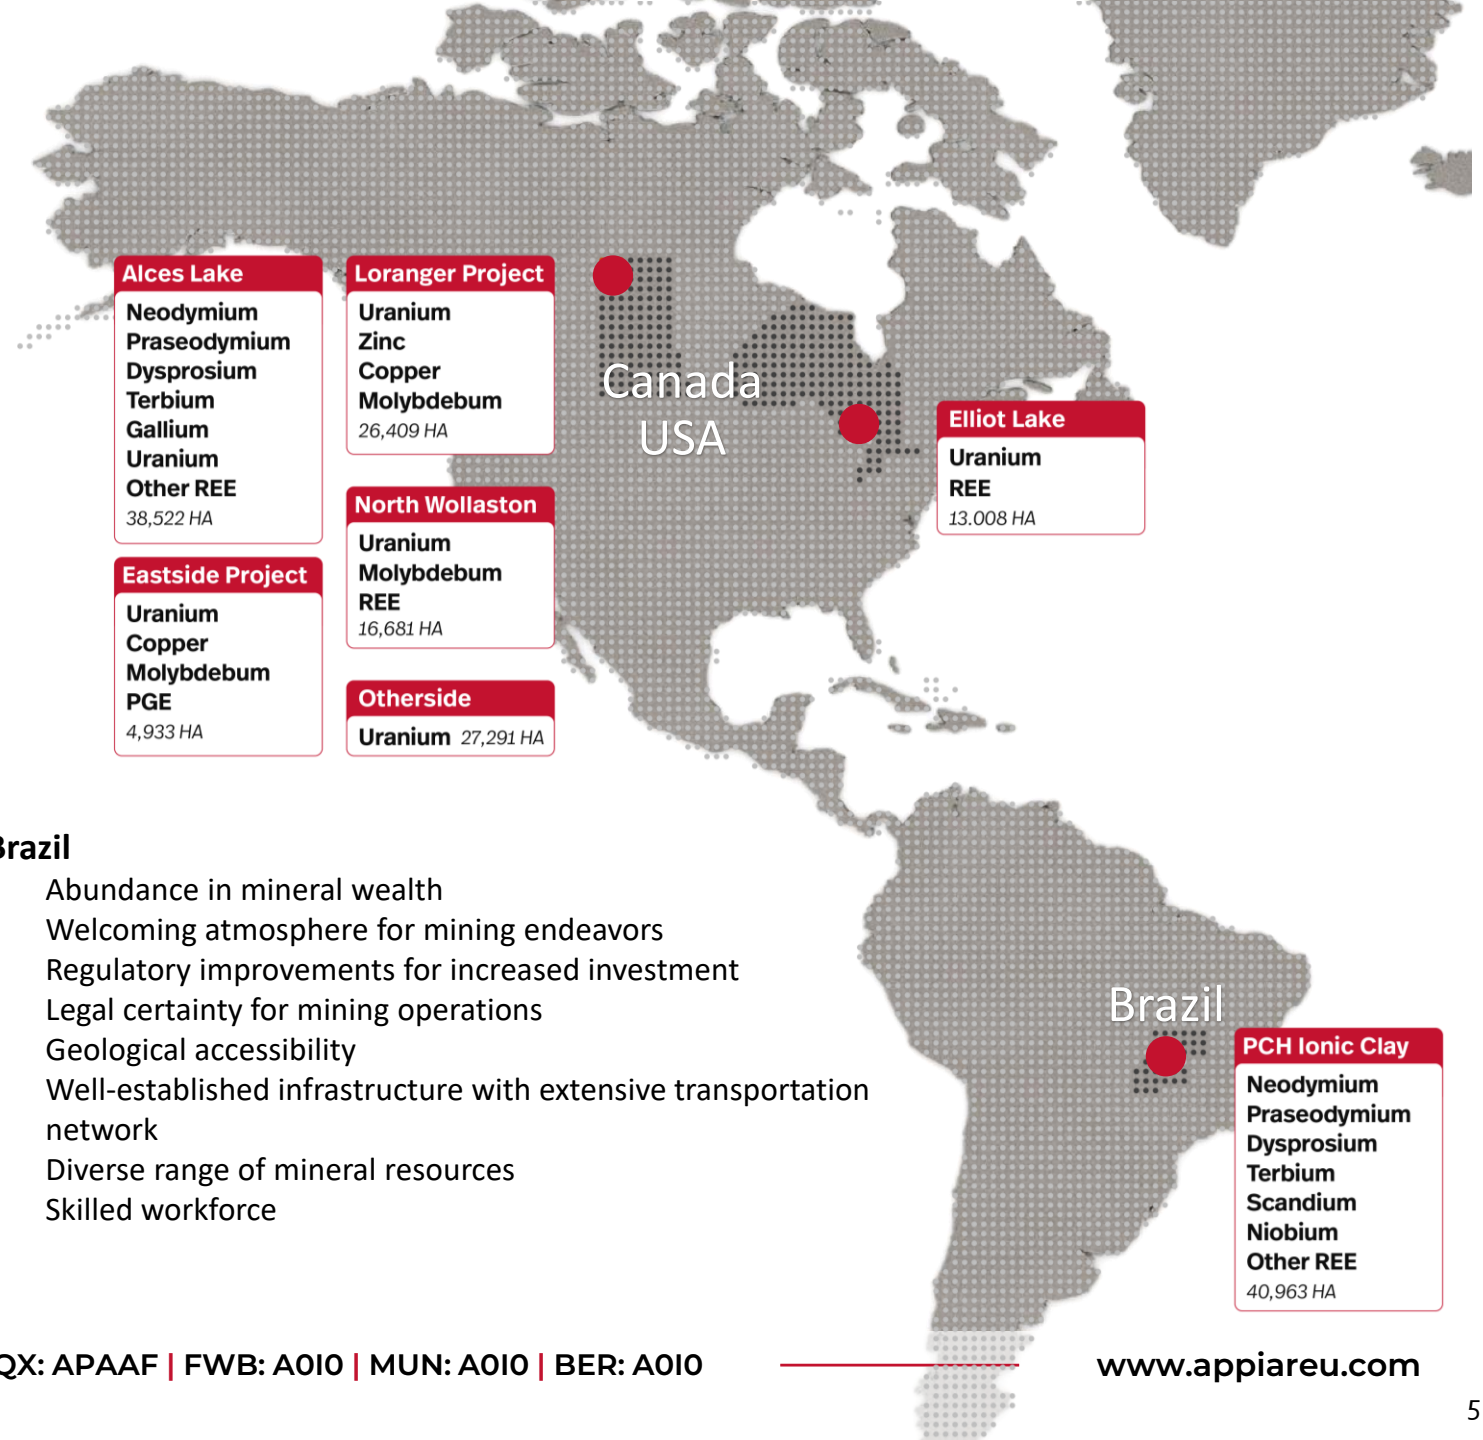 Alces Lake
Neodymium
Praseodymium
Dysprosium
Terbium
Gallium
Uranium
Other REE
38,522 HA
Loranger Project
Uranium
Zinc
Copper
Molybdebum
26,409 HA
Canada
USA
Elliot Lake
Uranium
REE
13.008 HA
Eastside Project
Uranium
Copper
Molybdebum
PGE
4,933 HA
North Wollaston
Uranium
Molybdebum
REE
16,681 HA
Otherside
Uranium 27,291 HA
Brazil
Abundance in mineral wealth
Welcoming atmosphere for mining endeavors
Regulatory improvements for increased investment
Legal certainty for mining operations
Geological accessibility
Well-established infrastructure with extensive transportation
network
Diverse range of mineral resources
Skilled workforce
Brazil
PCH Ionic Clay
Neodymium
Praseodymium
Dysprosium
Terbium
Scandium
Niobium
Other REE
40,963 HA
QX: APAAF | FWB: A0I0 | MUN: A0I0 | BER: A0I0
www.appiareu.com
5